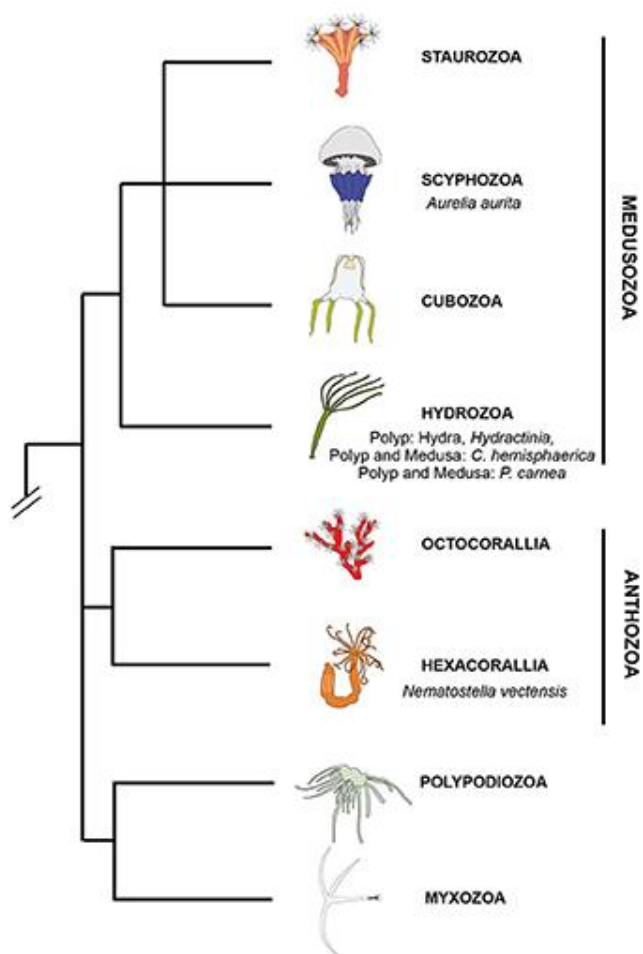 STAUROZOA
SCYPHOZOA
Aurelia aurita
CUBOZOA
HYDROZOA
Polyp: Hydra, Hydractinia,
Polyp and Medusa: C. hemisphaerica
Polyp and Medusa: P. carnea
MEDUSOZOA
OCTOCORALLIA
HEXACORALLIA
Nematostella vectensis
ANTHOZOA
POLYPODIOZOA
MYXOZOA